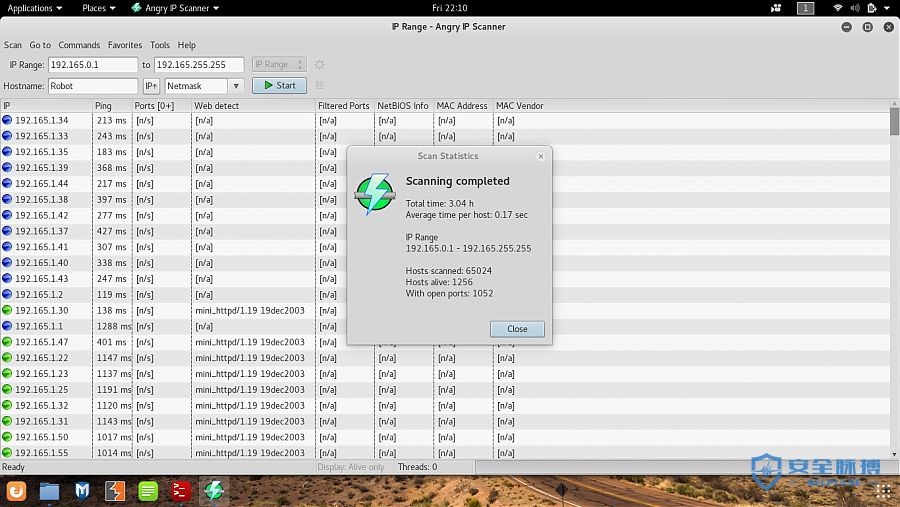 Applications Places Angry IP Scanner Fri 22:10 1
IP Range - Angry IP Scanner
Scan Go to Commands Favorites Tools Help
IP Range: 192.165.0.1 to 192.165.255.255 IP Range
Hostname: Robot IP↑ Netmask Start
IP Ping Ports [0+] Web detect Filtered Ports NetBIOS Info MAC Address MAC Vendor
192.165.1.34 213 ms [n/s] [n/a] [n/a] [n/a] [n/a] [n/a]
192.165.1.33 243 ms [n/s] [n/a] [n/a] [n/a] [n/a] [n/a]
192.165.1.35 183 ms [n/s] [n/a]
192.165.1.39 368 ms [n/s] [n/a]
192.165.1.44 217 ms [n/s] [n/a]
192.165.1.38 397 ms [n/s] [n/a]
192.165.1.42 277 ms [n/s] [n/a]
192.165.1.37 427 ms [n/s] [n/a]
192.165.1.41 307 ms [n/s] [n/a]
192.165.1.40 338 ms [n/s] [n/a]
192.165.1.43 247 ms [n/s] [n/a]
192.165.1.2 119 ms [n/s] [n/a]
192.165.1.30 138 ms [n/s] mini_httpd/1.19 19dec2003
192.165.1.1 1288 ms [n/s] [n/a]
192.165.1.47 401 ms [n/s] mini_httpd/1.19 19dec2003
192.165.1.22 1147 ms [n/s] mini_httpd/1.19 19dec2003 [n/a] [n/a] [n/a] [n/a]
192.165.1.23 1137 ms [n/s] mini_httpd/1.19 19dec2003 [n/a] [n/a] [n/a] [n/a]
192.165.1.25 1191 ms [n/s] mini_httpd/1.19 19dec2003 [n/a] [n/a] [n/a] [n/a]
192.165.1.32 1120 ms [n/s] mini_httpd/1.19 19dec2003 [n/a] [n/a] [n/a] [n/a]
192.165.1.31 1143 ms [n/s] mini_httpd/1.19 19dec2003 [n/a] [n/a] [n/a] [n/a]
192.165.1.50 1017 ms [n/s] mini_httpd/1.19 19dec2003 [n/a] [n/a] [n/a] [n/a]
192.165.1.55 1014 ms [n/s] mini_httpd/1.19 19dec2003 [n/a] [n/a] [n/a] [n/a]
Scan Statistics
Scanning completed
Total time: 3.04 h
Average time per host: 0.17 sec
IP Range
192.165.0.1 - 192.165.255.255
Hosts scanned: 65024
Hosts alive: 1256
With open ports: 1052
Close
Ready Display: Alive only Threads: 0
安全脉搏